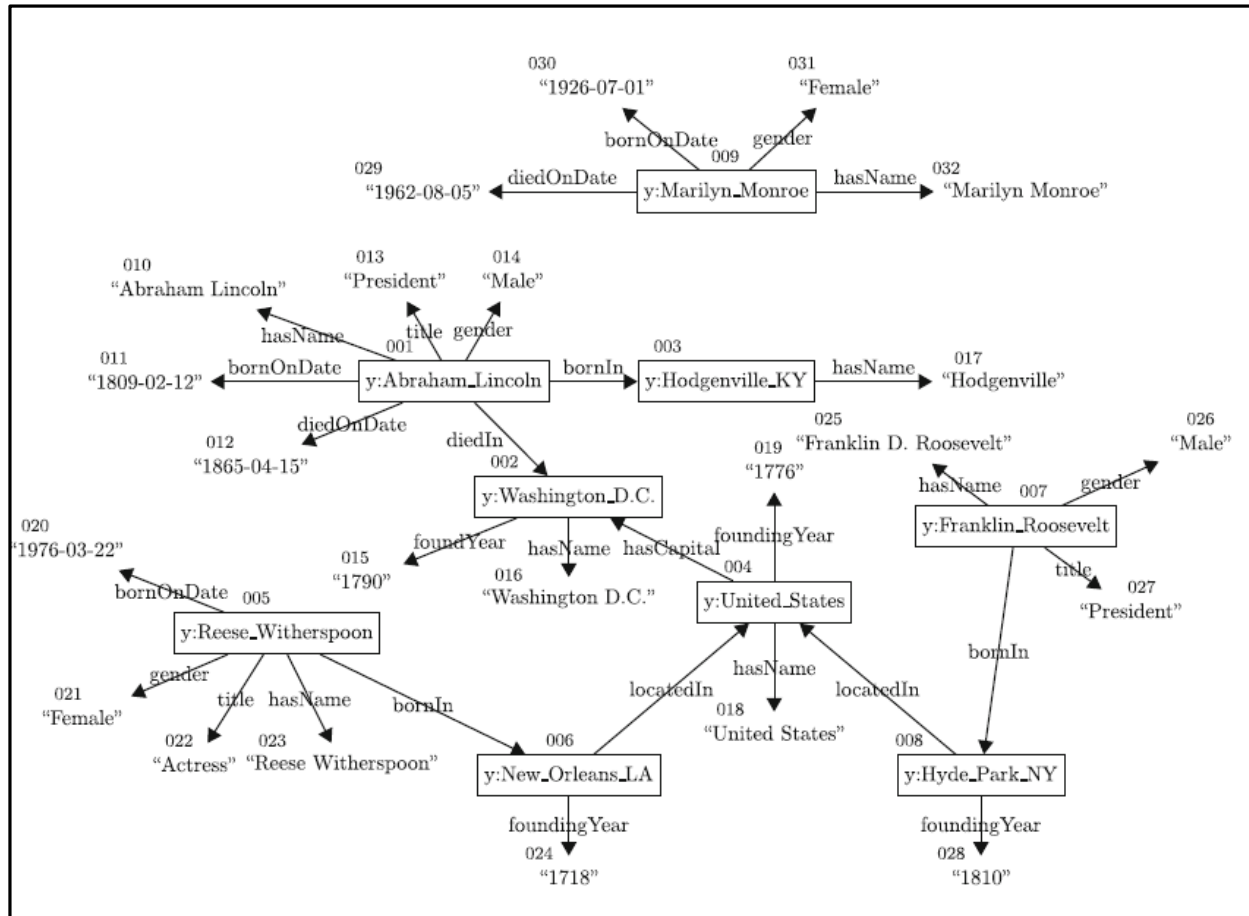 030
“1926-07-01”
031
“Female”
bornOnDate
gender
009
029
“1962-08-05”
diedOnDate
y:Marilyn_Monroe
hasName
032
“Marilyn Monroe”
010
“Abraham Lincoln”
013
“President”
014
“Male”
hasName
title
gender
001
003
011
“1809-02-12”
bornOnDate
y:Abraham_Lincoln
bornIn
y:Hodgenville_KY
hasName
017
“Hodgenville”
diedOnDate
012
“1865-04-15”
diedIn
002
019
“1776”
025
“Franklin D. Roosevelt”
026
“Male”
hasName
gender
007
y:Washington_D.C.
y:Franklin_Roosevelt
020
“1976-03-22”
foundYear
hasName
hasCapital
foundingYear
title
015
“1790”
016
“Washington D.C.”
004
027
“President”
bornOnDate
005
y:United_States
y:Reese_Witherspoon
hasName
bornIn
gender
title
hasName
bornIn
locatedIn
locatedIn
021
“Female”
018
“United States”
022
“Actress”
023
“Reese Witherspoon”
006
y:New_Orleans_LA
008
y:Hyde_Park_NY
foundingYear
foundingYear
024
“1718”
028
“1810”